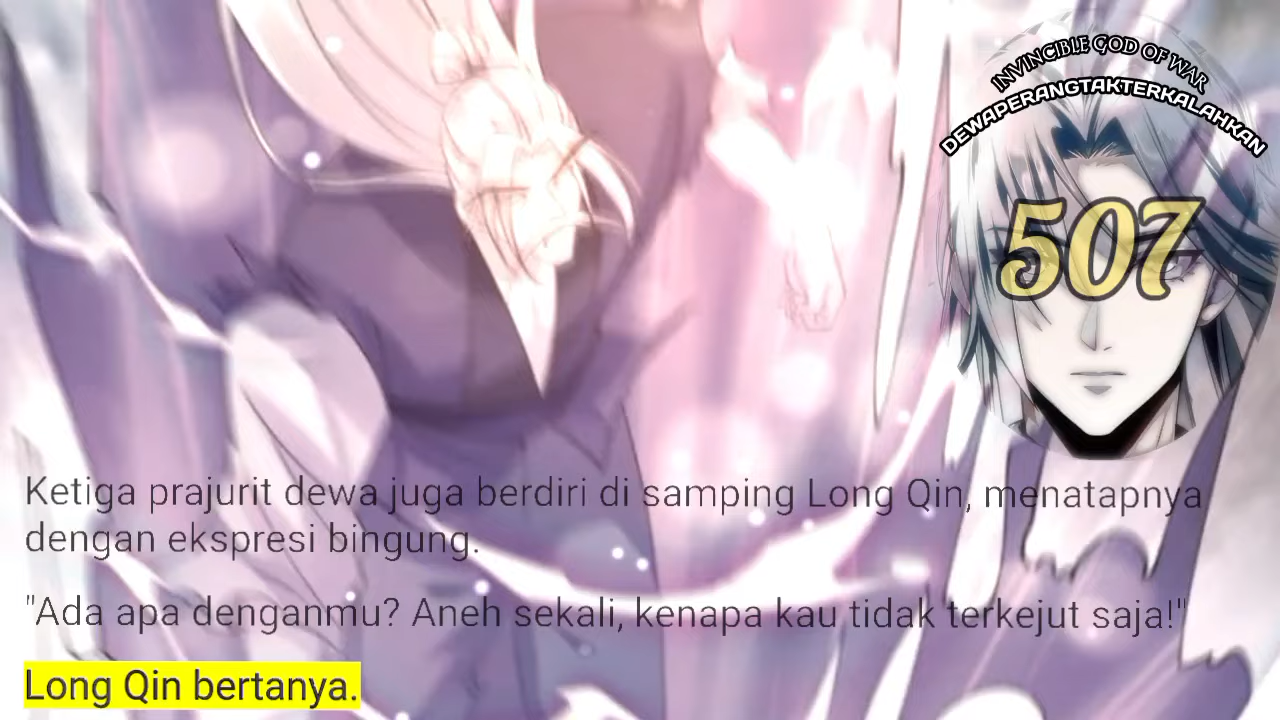 INVINCIBLE GOD OF WAR
DEWAPERANGTAKTERKALAHKAN
507
Ketiga prajurit dewa juga berdiri di samping Long Qin, menatapnya
dengan ekspresi bingung.
"Ada apa denganmu? Aneh sekali, kenapa kau tidak terkejut saja!"
Long Qin bertanya.